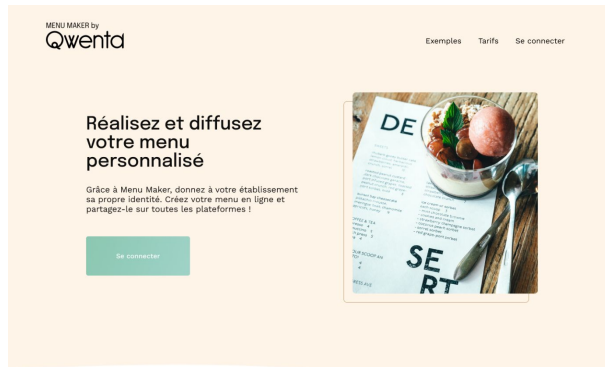 MENU MAKER by
Qwenta
Exemples Tarifs Se connecter
Réalisez et diffusez
votre menu
personnalisé
Grâce à Menu Maker, donnez à votre établissement
sa propre identité. Créez votre menu en ligne et
partagez-le sur toutes les plateformes !
Se connecter
DE
SE
RT